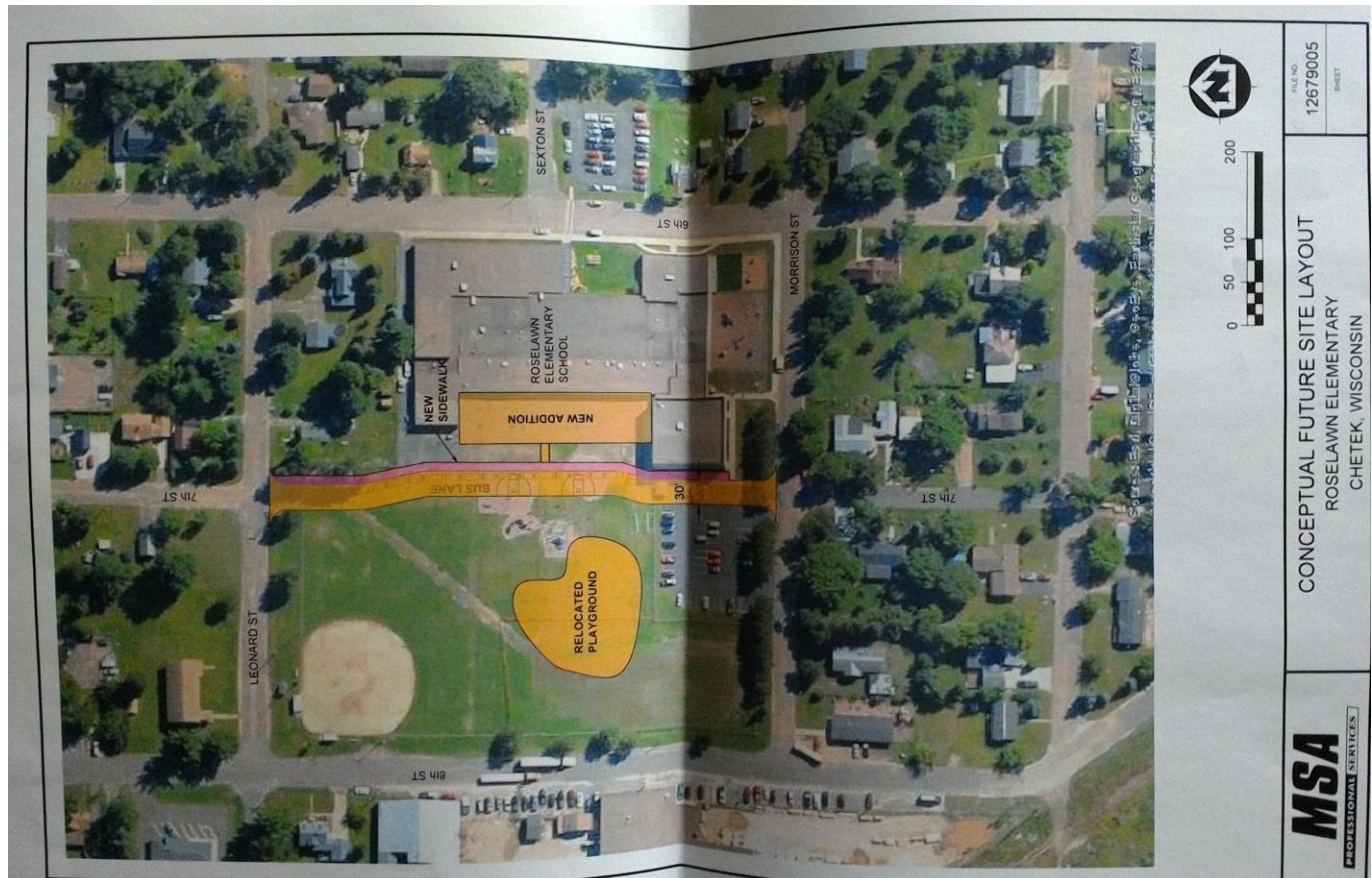 SEXTON ST
6th ST
MORRISON ST
ROSELAWN
ELEMENTARY
SCHOOL
NEW
SIDEWALK
NEW ADDITION
7th ST
BUS LANE
30'
7th ST
RELOCATED
PLAYGROUND
LEONARD ST
8th ST
0 50 100 200
FILE NO.
12679005
SHEET
CONCEPTUAL FUTURE SITE LAYOUT
ROSELAWN ELEMENTARY
CHETEK, WISCONSIN
MSA
PROFESSIONAL SERVICES